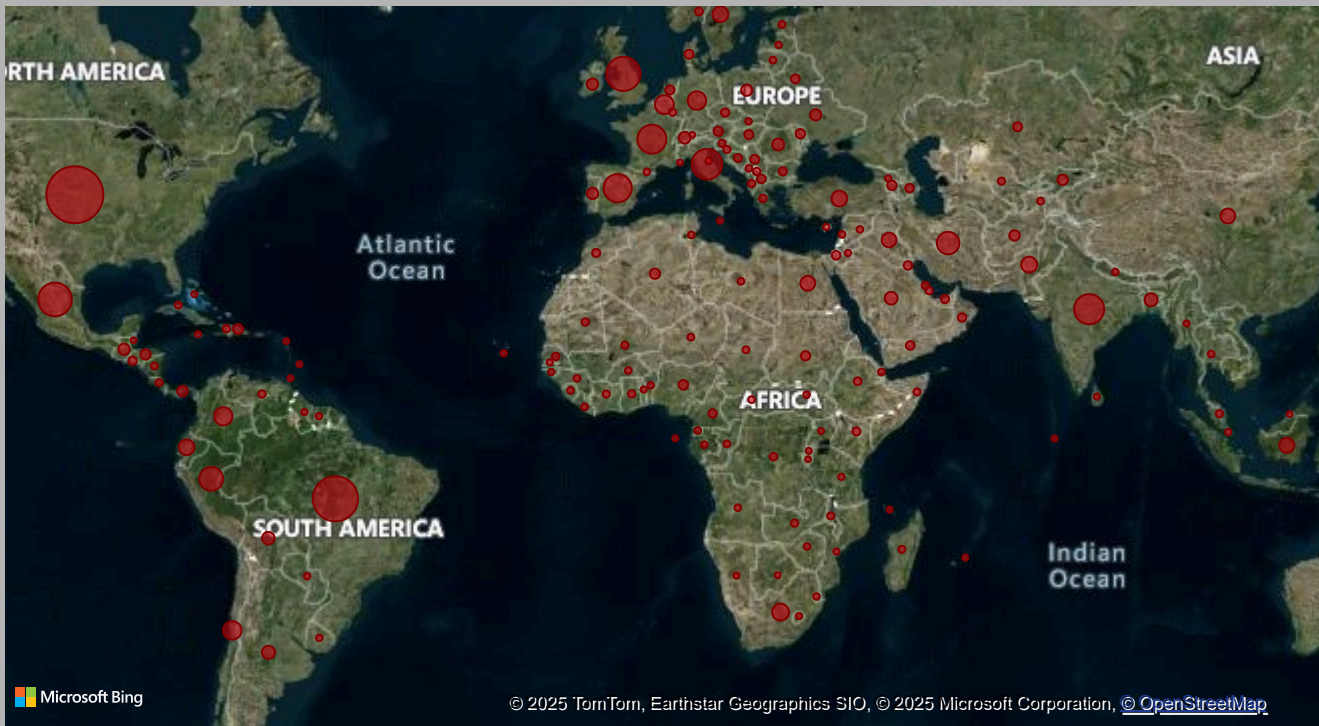 RTH AMERICA
ASIA
EUROPE
Atlantic
Ocean
AFRICA
SOUTH AMERICA
Indian
Ocean
Microsoft Bing
© 2025 TomTom, Earthstar Geographics SIO, © 2025 Microsoft Corporation, © OpenStreetMap